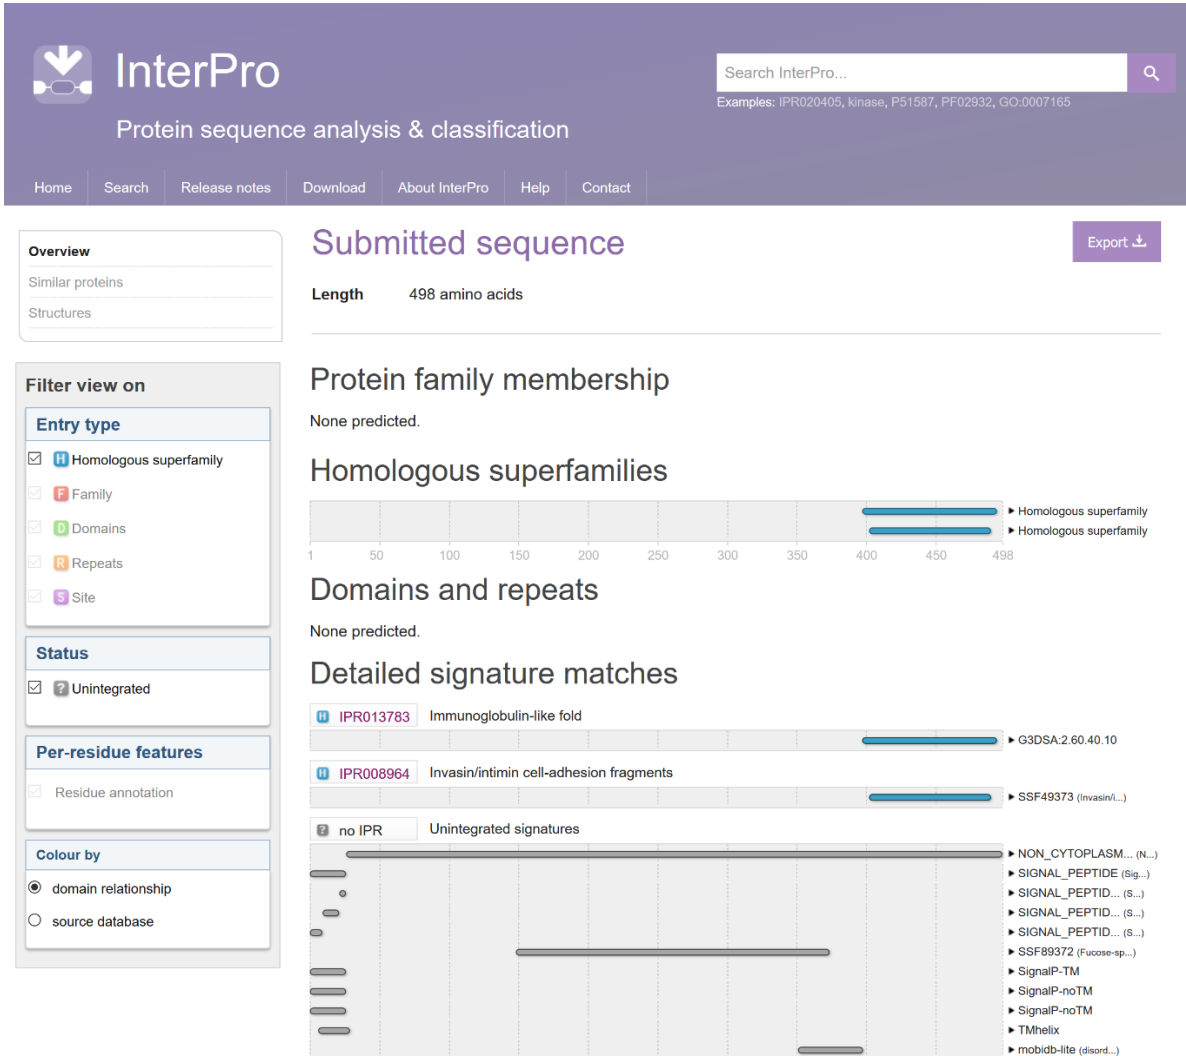 InterPro
Protein sequence analysis & classification
Search InterPro...
Examples: IPR020405, kinase, P51587, PF02932, GO:0007165
Home Search Release notes Download About InterPro Help Contact
Overview
Similar proteins
Structures
Filter view on
Entry type
H Homologous superfamily
F Family
D Domains
R Repeats
S Site
Status
? Unintegrated
Per-residue features
Residue annotation
Colour by
domain relationship
source database
Submitted sequence
Export
Length 498 amino acids
Protein family membership
None predicted.
Homologous superfamilies
Homologous superfamily
Homologous superfamily
1 50 100 150 200 250 300 350 400 450 498
Domains and repeats
None predicted.
Detailed signature matches
H IPR013783 Immunoglobulin-like fold
G3DSA:2.60.40.10
H IPR008964 Invasin/intimin cell-adhesion fragments
SSF49373 (Invasin/i...)
? no IPR Unintegrated signatures
NON_CYTOPLASM... (N...)
SIGNAL_PEPTIDE (Sig...)
SIGNAL_PEPTID... (S...)
SIGNAL_PEPTID... (S...)
SIGNAL_PEPTID... (S...)
SSF89372 (Fucose-sp...)
SignalP-TM
SignalP-noTM
SignalP-noTM
TMhelix
mobidb-lite (disord...)